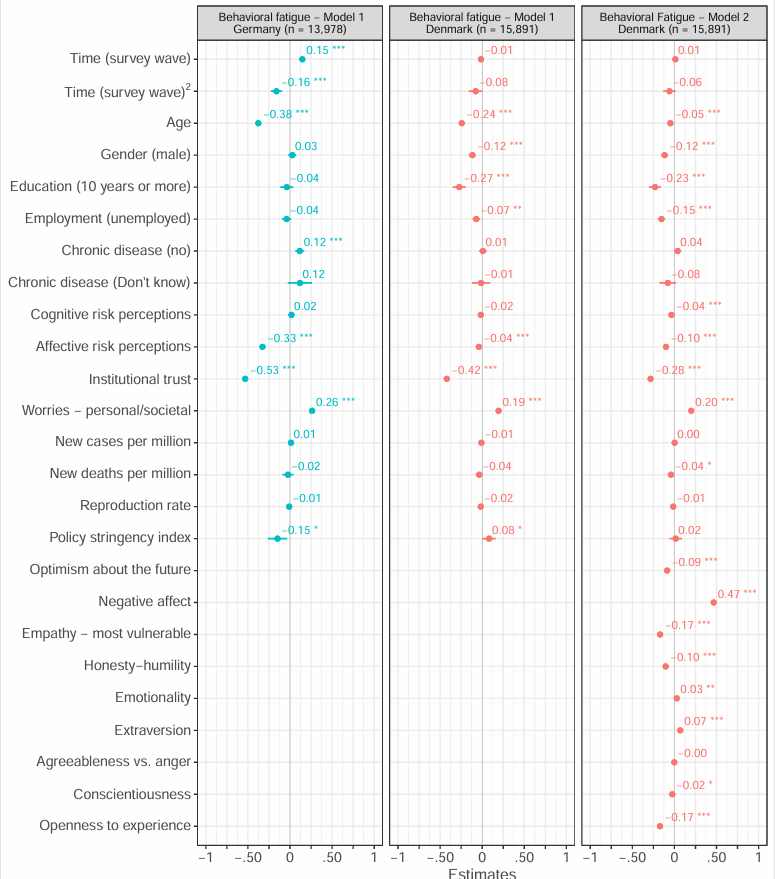 Behavioral fatigue – Model 1
Germany (n = 13,978)
Behavioral fatigue – Model 1
Denmark (n = 15,891)
Behavioral Fatigue – Model 2
Denmark (n = 15,891)
Time (survey wave) 0.15 *** −0.01 0.01
Time (survey wave)² −0.16 *** −0.08 −0.06
Age −0.38 *** −0.24 *** −0.05 ***
Gender (male) 0.03 −0.12 *** −0.12 ***
Education (10 years or more) −0.04 −0.27 *** −0.23 ***
Employment (unemployed) −0.04 −0.07 ** −0.15 ***
Chronic disease (no) 0.12 *** 0.01 0.04
Chronic disease (Don't know) 0.12 −0.01 −0.08
Cognitive risk perceptions 0.02 −0.02 −0.04 ***
Affective risk perceptions −0.33 *** −0.04 *** −0.10 ***
Institutional trust −0.53 *** −0.42 *** −0.28 ***
Worries − personal/societal 0.26 *** 0.19 *** 0.20 ***
New cases per million 0.01 −0.01 0.00
New deaths per million −0.02 −0.04 −0.04 *
Reproduction rate −0.01 −0.02 −0.01
Policy stringency index −0.15 * 0.08 * 0.02
Optimism about the future −0.09 ***
Negative affect 0.47 ***
Empathy − most vulnerable −0.17 ***
Honesty−humility −0.10 ***
Emotionality 0.03 **
Extraversion 0.07 ***
Agreeableness vs. anger −0.00
Conscientiousness −0.02 *
Openness to experience −0.17 ***
−1 −.50 0 .50 1 −1 −.50 0 .50 1 −1 −.50 0 .50 1
Estimates